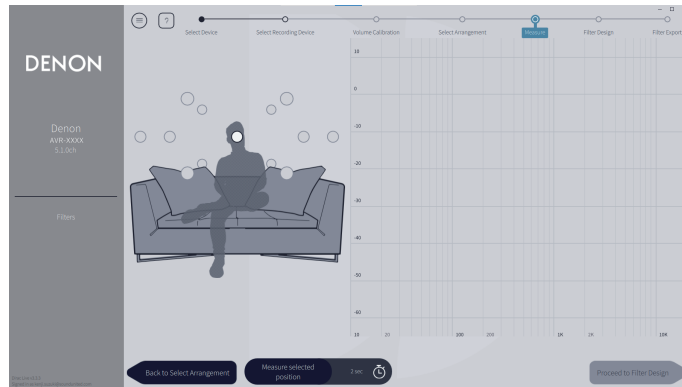 ?
Select Device
Select Recording Device
Volume Calibration
Select Arrangement
Measure
Filter Design
Filter Export
DENON
Denon
AVR-XXXX
5.1.0ch
Filters
10
0
-10
-20
-30
-40
-50
-60
10 20 100 200 1K 2K 10K
Back to Select Arrangement
Measure selected
position
2 sec
Proceed to Filter Design